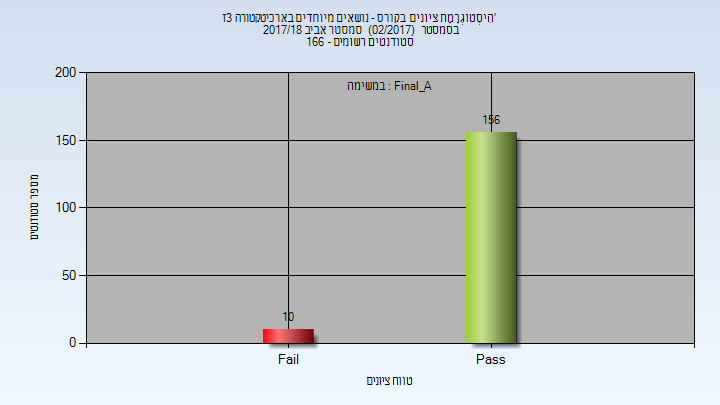 היסטוגרמת ציונים בקורס - נושאים מיוחדים בארכיטקטורה 3ז'
בסמסטר (02/2017) סמסטר אביב 2017/18
סטודנטים רשומים - 166
במשימה : Final_A
200
150
100
50
0
מספר סטודנטים
10
156
Fail
Pass
טווח ציונים